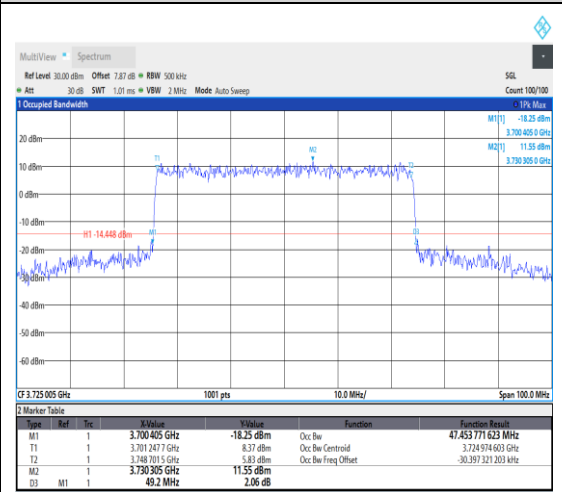 MultiView Spectrum
Ref Level 30.00 dBm Offset 7.87 dB RBW 500 kHz SGL
Att 30 dB SWT 1.01 ms VBW 2 MHz Mode Auto Sweep Count 100/100
1 Occupied Bandwidth 1Pk Max
M1[1] -18.25 dBm
3.700 405 0 GHz
M2[1] 11.55 dBm
3.730 305 0 GHz
20 dBm
M2
T1
T2
10 dBm
0 dBm
-10 dBm
H1 -14.448 dBm
M1
D3
-20 dBm
-30 dBm
-40 dBm
-50 dBm
-60 dBm
CF 3.725 005 GHz 1001 pts 10.0 MHz/ Span 100.0 MHz
2 Marker Table
Type Ref Trc X-Value Y-Value Function Function Result
M1 1 3.700 405 GHz -18.25 dBm Occ Bw 47.453 771 623 MHz
T1 1 3.701 247 7 GHz 8.37 dBm Occ Bw Centroid 3.724 974 603 GHz
T2 1 3.748 701 5 GHz 5.83 dBm Occ Bw Freq Offset -30.397 321 203 kHz
M2 1 3.730 305 GHz 11.55 dBm
D3 M1 1 49.2 MHz 2.06 dB